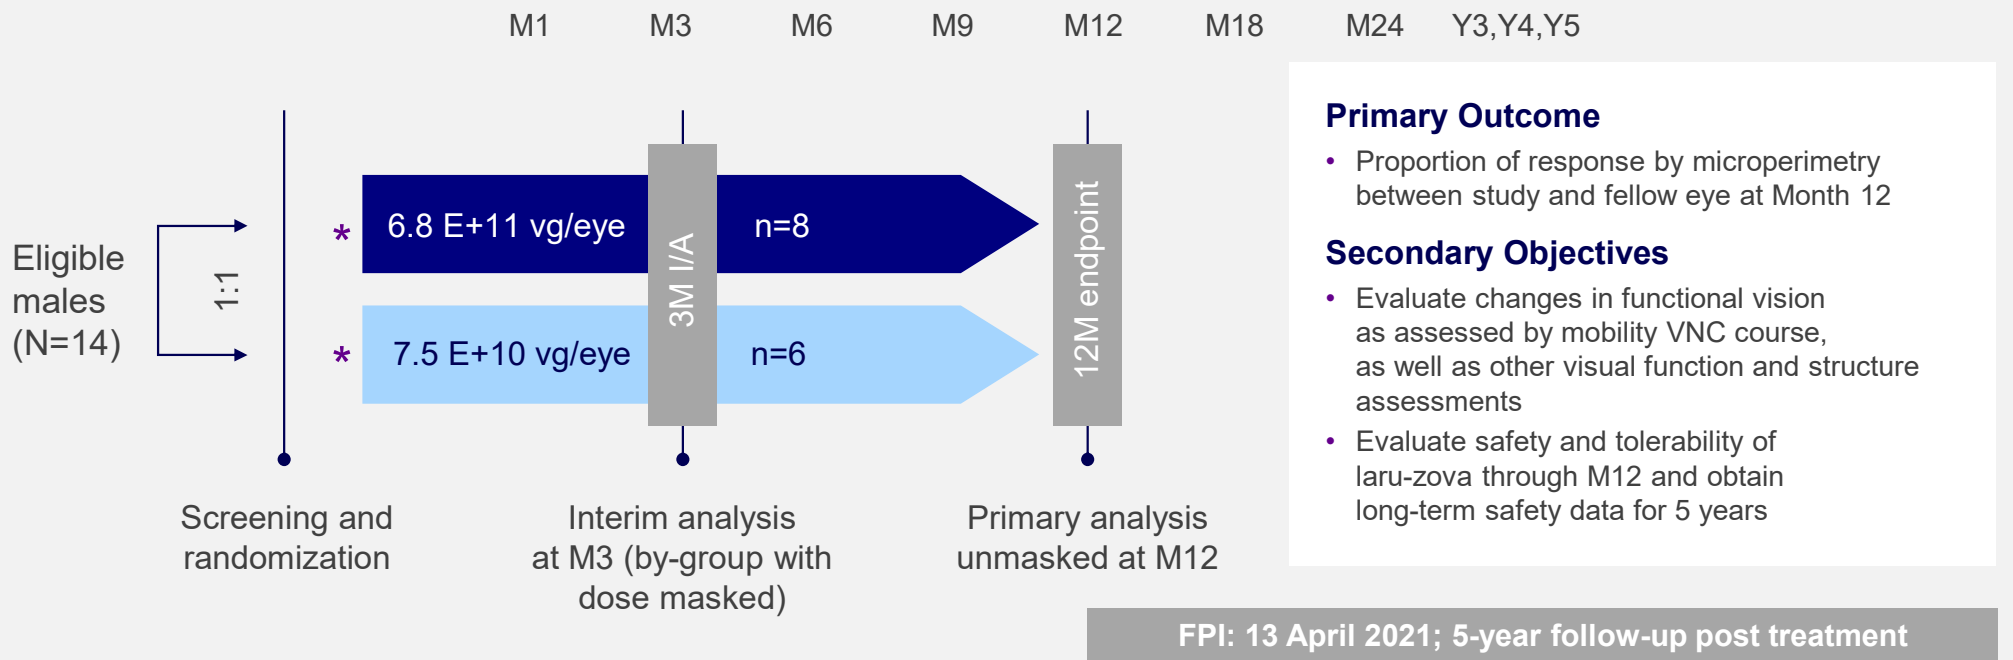 M1 M3 M6 M9 M12 M18 M24 Y3,Y4,Y5
Eligible
males
(N=14)
1:1
* 6.8 E+11 vg/eye n=8
* 7.5 E+10 vg/eye n=6
3M I/A
12M endpoint
Screening and
randomization
Interim analysis
at M3 (by-group with
dose masked)
Primary analysis
unmasked at M12
Primary Outcome
• Proportion of response by microperimetry
between study and fellow eye at Month 12
Secondary Objectives
• Evaluate changes in functional vision
as assessed by mobility VNC course,
as well as other visual function and structure
assessments
• Evaluate safety and tolerability of
laru-zova through M12 and obtain
long-term safety data for 5 years
FPI: 13 April 2021; 5-year follow-up post treatment